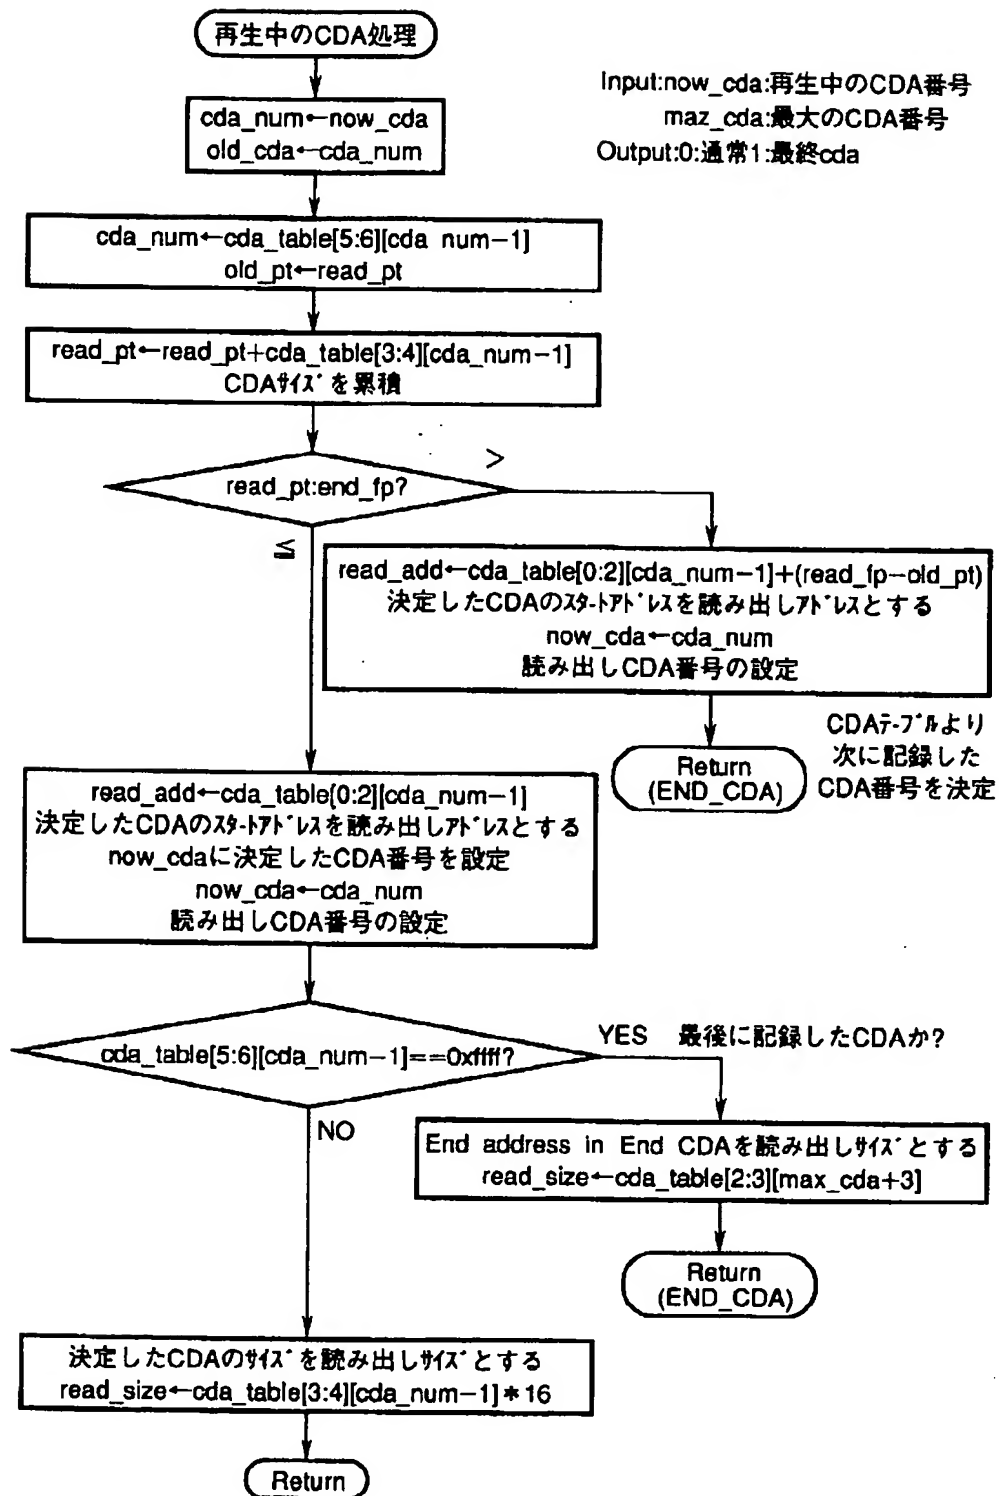 再生中のCDA処理
Input:now_cda:再生中のCDA番号
maz_cda:最大のCDA番号
Output:0:通常1:最終cda
cda_num←now_cda
old_cda←cda_num
cda_num←cda_table[5:6][cda num−1]
old_pt←read_pt
read_pt←read_pt+cda_table[3:4][cda_num−1]
CDAｻｲｽﾞを累積
read_pt:end_fp?
>
≦
read_add←cda_table[0:2][cda_num−1]+(read_fp−old_pt)
決定したCDAのｽﾀｰﾄｱﾄﾞﾚｽを読み出しｱﾄﾞﾚｽとする
now_cda←cda_num
読み出しCDA番号の設定
Return
(END_CDA)
CDAﾃｰﾌﾞﾙより
次に記録した
CDA番号を決定
read_add←cda_table[0:2][cda_num−1]
決定したCDAのｽﾀｰﾄｱﾄﾞﾚｽを読み出しｱﾄﾞﾚｽとする
now_cdaに決定したCDA番号を設定
now_cda←cda_num
読み出しCDA番号の設定
cda_table[5:6][cda_num−1]==0xffff?
YES 最後に記録したCDAか?
NO
End address in End CDAを読み出しｻｲｽﾞとする
read_size←cda_table[2:3][max_cda+3]
Return
(END_CDA)
決定したCDAのｻｲｽﾞを読み出しｻｲｽﾞとする
read_size←cda_table[3:4][cda_num−1]*16
Return